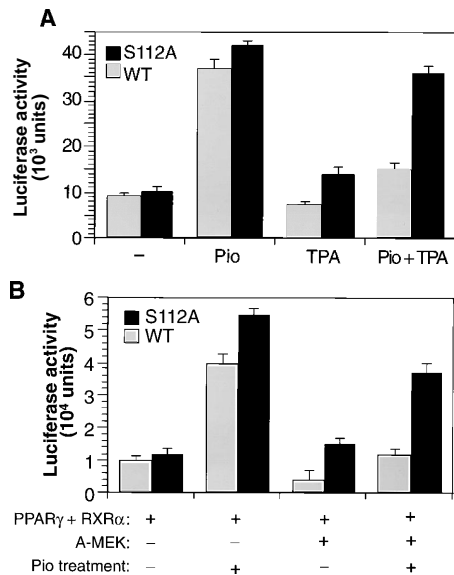 A
S112A
WT
Luciferase activity
(10³ units)
40
30
20
10
0
–
Pio
TPA
Pio + TPA
B
S112A
WT
Luciferase activity
(10⁴ units)
6
5
4
3
2
1
0
PPARγ + RXRα: + + + +
A-MEK: – – + +
Pio treatment: – + – +